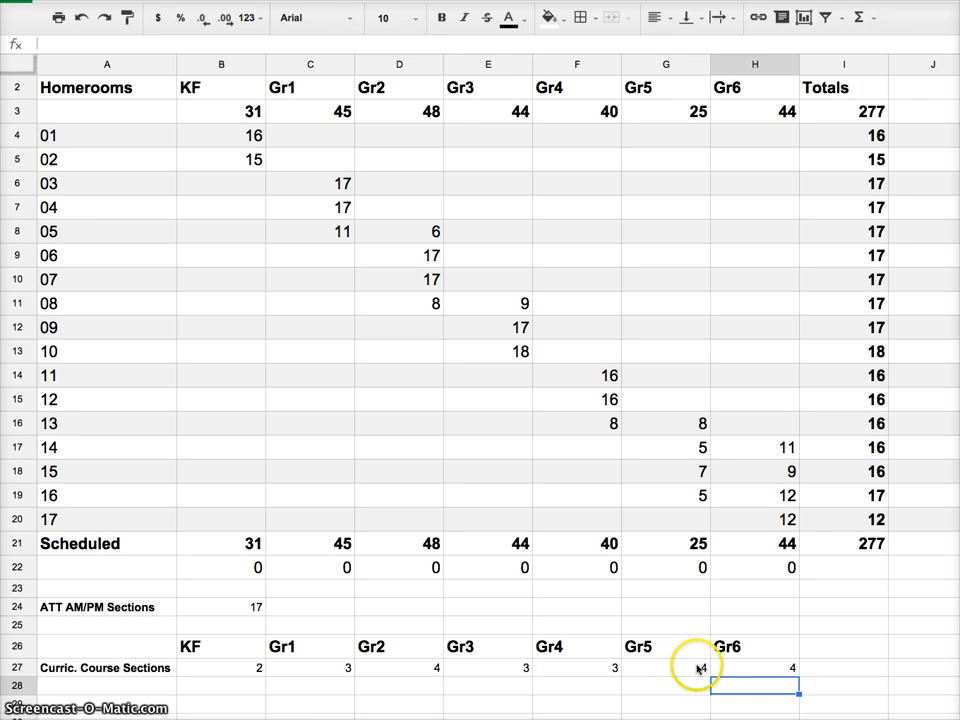 $ % .0 .00 123 Arial 10 B I S A Σ
fx
A B C D E F G H I J
2 Homerooms KF Gr1 Gr2 Gr3 Gr4 Gr5 Gr6 Totals
3 31 45 48 44 40 25 44 277
4 01 16 16
5 02 15 15
6 03 17 17
7 04 17 17
8 05 11 6 17
9 06 17 17
10 07 17 17
11 08 8 9 17
12 09 17 17
13 10 18 18
14 11 16 16
15 12 16 16
16 13 8 8 16
17 14 5 11 16
18 15 7 9 16
19 16 5 12 17
20 17 12 12
21 Scheduled 31 45 48 44 40 25 44 277
22 0 0 0 0 0 0 0
23
24 ATT AM/PM Sections 17
25
26 KF Gr1 Gr2 Gr3 Gr4 Gr5 Gr6
27 Curric. Course Sections 2 3 4 3 3 4 4
28
Screencast-O-Matic.com